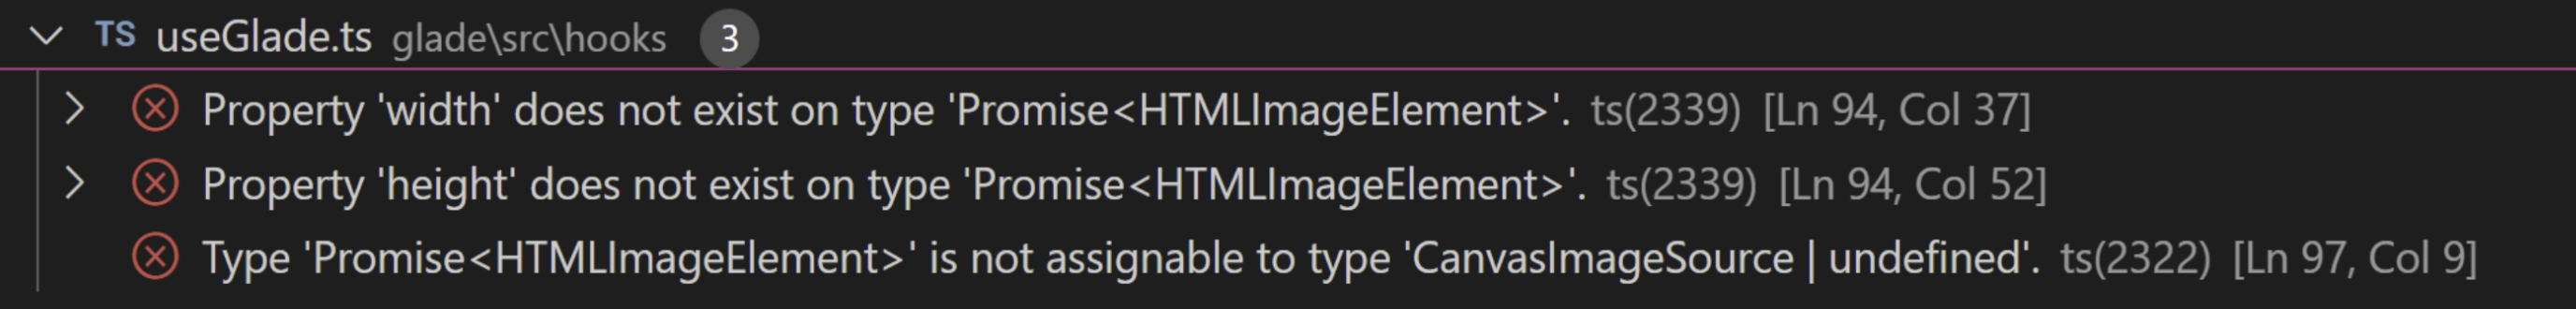 TS useGlade.ts glade\src\hooks 3
Property 'width' does not exist on type 'Promise<HTMLImageElement>'. ts(2339) [Ln 94, Col 37]
Property 'height' does not exist on type 'Promise<HTMLImageElement>'. ts(2339) [Ln 94, Col 52]
Type 'Promise<HTMLImageElement>' is not assignable to type 'CanvasImageSource | undefined'. ts(2322) [Ln 97, Col 9]